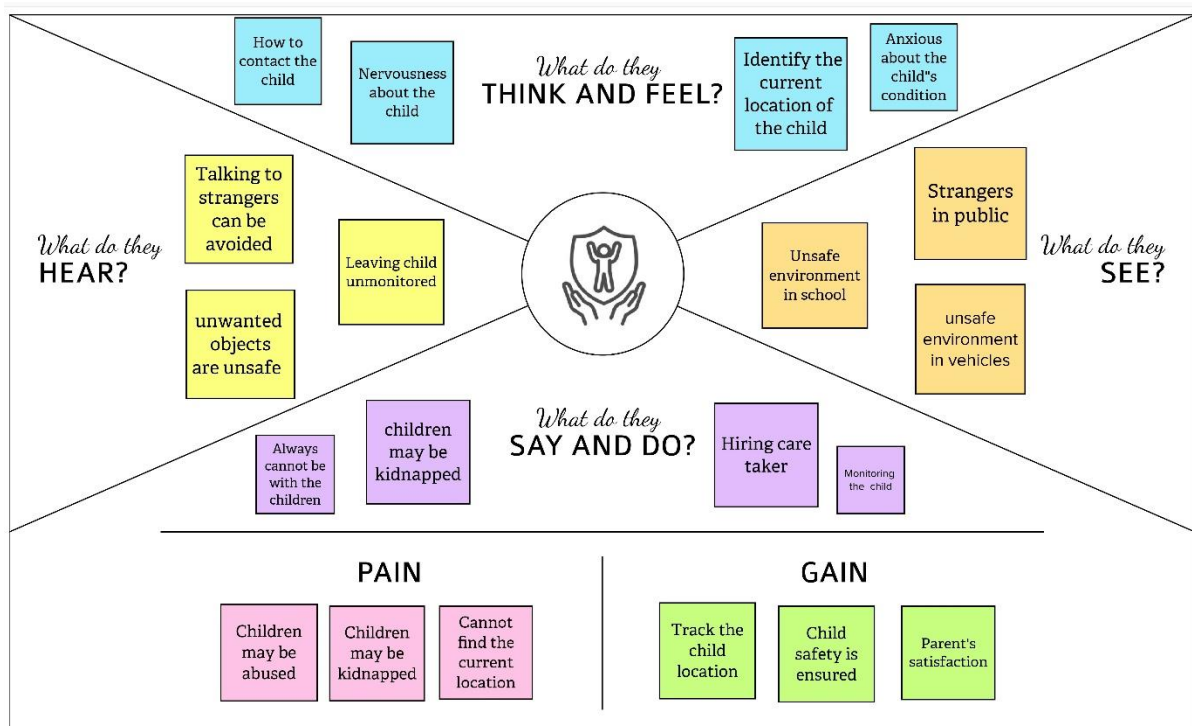 How to
contact the
child
Nervousness
about the
child
What do they
THINK AND FEEL?
Identify the
current
location of
the child
Anxious
about the
child"s
condition
What do they
HEAR?
Talking to
strangers
can be
avoided
Leaving child
unmonitored
unwanted
objects
are unsafe
Unsafe
environment
in school
Strangers
in public
unsafe
environment
in vehicles
What do they
SEE?
What do they
SAY AND DO?
Always
cannot be
with the
children
children
may be
kidnapped
Hiring care
taker
Monitoring
the child
PAIN
Children
may be
abused
Children
may be
kidnapped
Cannot
find the
current
location
GAIN
Track the
child
location
Child
safety is
ensured
Parent's
satisfaction